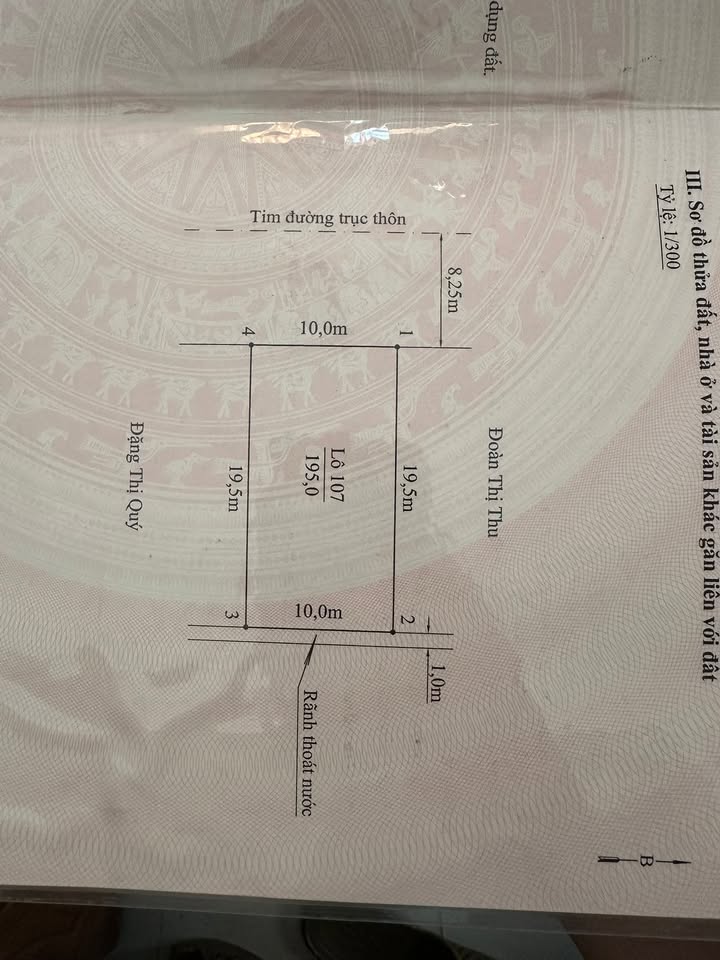 dụng đất.
III. Sơ đồ thửa đất, nhà ở và tài sản khác gắn liền với đất
Tỷ lệ: 1/300
B
Tim đường trục thôn
8,25m
Đoàn Thị Thu
1
10,0m
4
19,5m
Lô 107
195,0
19,5m
Đặng Thị Quý
2
10,0m
3
1,0m
Rãnh thoát nước